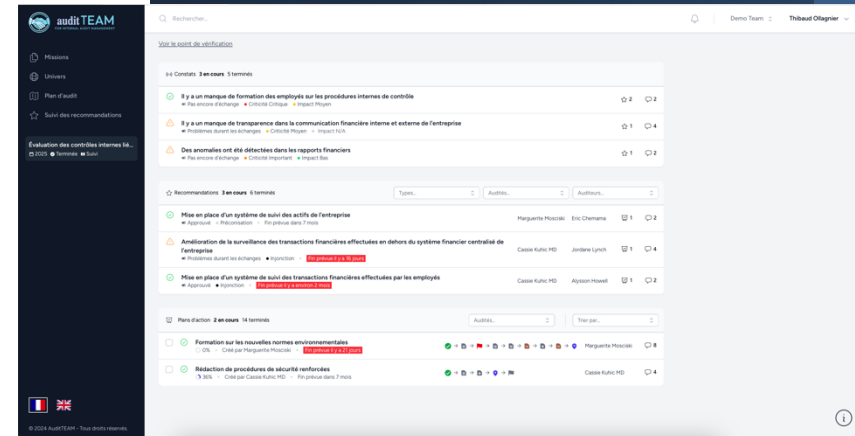 audit TEAM
FOR INTERNAL AUDIT MANAGEMENT
Missions
Univers
Plan d'audit
Suivi des recommandations
Évaluation des contrôles internes lié...
2025 Terminée Suivi
© 2024 AuditTEAM - Tous droits réservés.
Rechercher...
Demo Team
Thibaud Ollagnier
Voir le point de vérification
Constats 3 en cours 5 terminés
Il y a un manque de formation des employés sur les procédures internes de contrôle
Pas encore d'échange • Criticité Critique • Impact Moyen
2 2
Il y a un manque de transparence dans la communication financière interne et externe de l'entreprise
Problèmes durant les échanges • Criticité Moyen • Impact N/A
1 4
Des anomalies ont été détectées dans les rapports financiers
Pas encore d'échange • Criticité Important • Impact Bas
1 2
Recommandations 3 en cours 6 terminés
Types...
Audités...
Auditeurs...
Mise en place d'un système de suivi des actifs de l'entreprise
Approuvé • Préconisation • Fin prévue dans 7 mois
Marguerite Mosciski Eric Chemama 1 2
Amélioration de la surveillance des transactions financières effectuées en dehors du système financier centralisé de
l'entreprise
Problèmes durant les échanges • Injonction • Fin prévue il y a 16 jours
Cassie Kuhic MD Jordane Lynch 1 4
Mise en place d'un système de suivi des transactions financières effectuées par les employés
Approuvé • Injonction • Fin prévue il y a environ 2 mois
Cassie Kuhic MD Alysson Howell 1 2
Plans d'action 2 en cours 14 terminés
Audités...
Trier par...
Formation sur les nouvelles normes environnementales
0% • Créé par Marguerite Mosciski • Fin prévue il y a 21 jours
Marguerite Mosciski 8
Rédaction de procédures de sécurité renforcées
36% • Créé par Cassie Kuhic MD • Fin prévue dans 7 mois
Cassie Kuhic MD 4